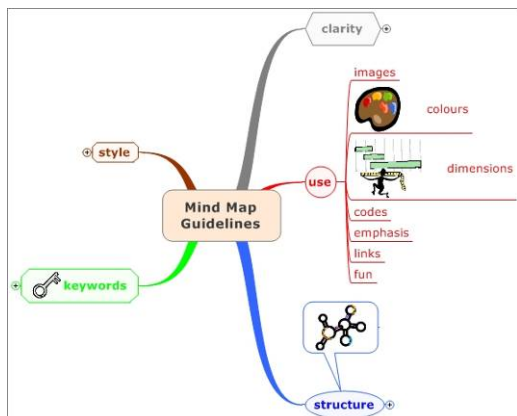 clarity
images
colours
style
dimensions
use
Mind Map
Guidelines
codes
emphasis
links
keywords
fun
structure